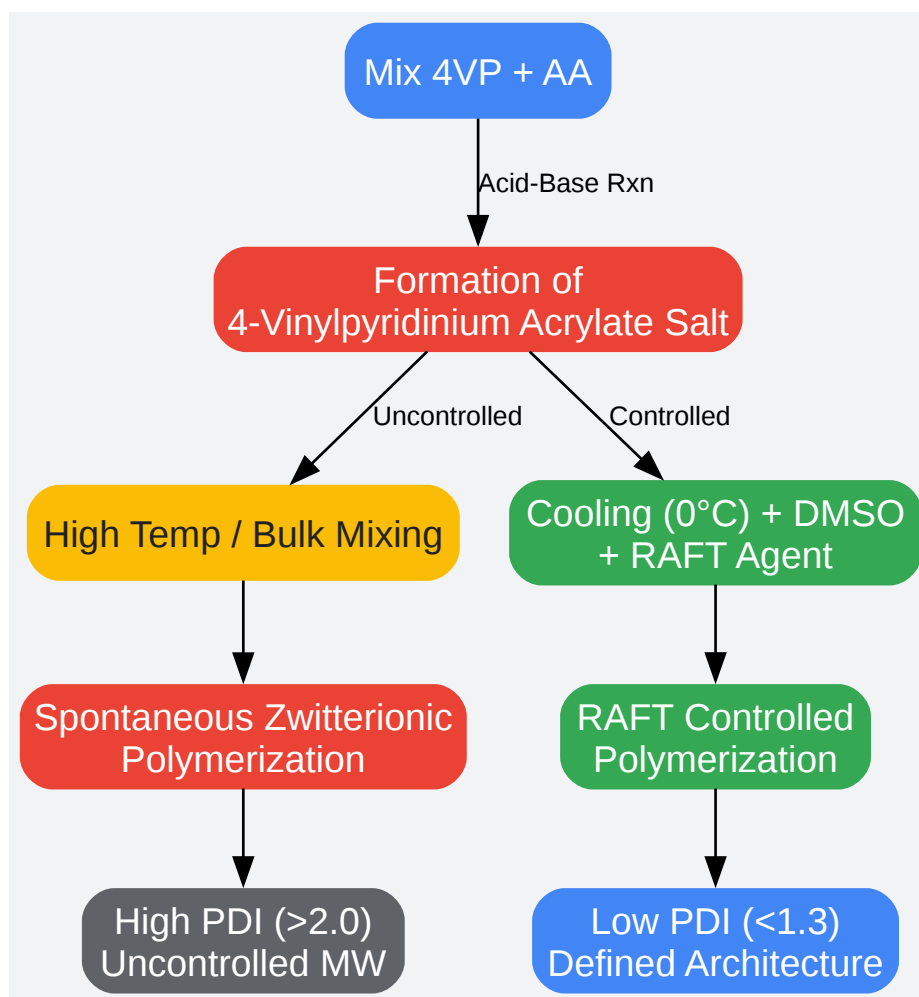 Mix 4VP + AA
Acid-Base Rxn
Formation of
4-Vinylpyridinium Acrylate Salt
Uncontrolled
Controlled
High Temp / Bulk Mixing
Cooling (0°C) + DMSO
+ RAFT Agent
Spontaneous Zwitterionic
Polymerization
RAFT Controlled
Polymerization
High PDI (>2.0)
Uncontrolled MW
Low PDI (<1.3)
Defined Architecture